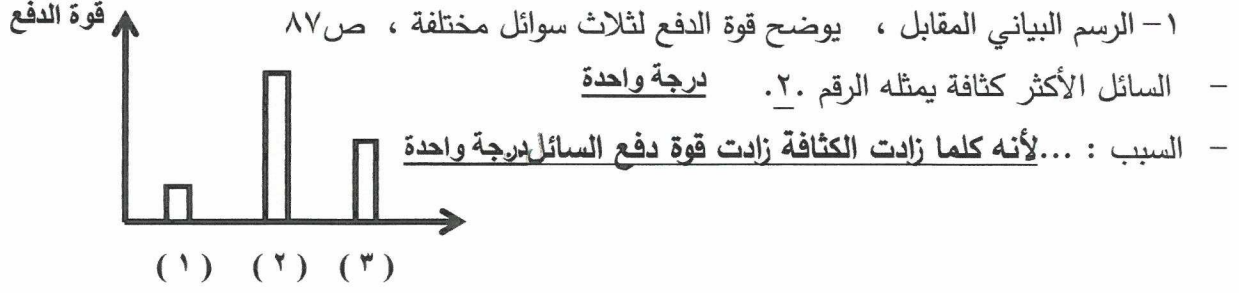 ١- الرسم البياني المقابل ، يوضح قوة الدفع لثلاث سوائل مختلفة ، ص٨٧
- السائل الأكثر كثافة يمثله الرقم .٢. درجة واحدة
- السبب : ...لأنه كلما زادت الكثافة زادت قوة دفع السائل.درجة واحدة
قوة الدفع
(١) (٢) (٣)